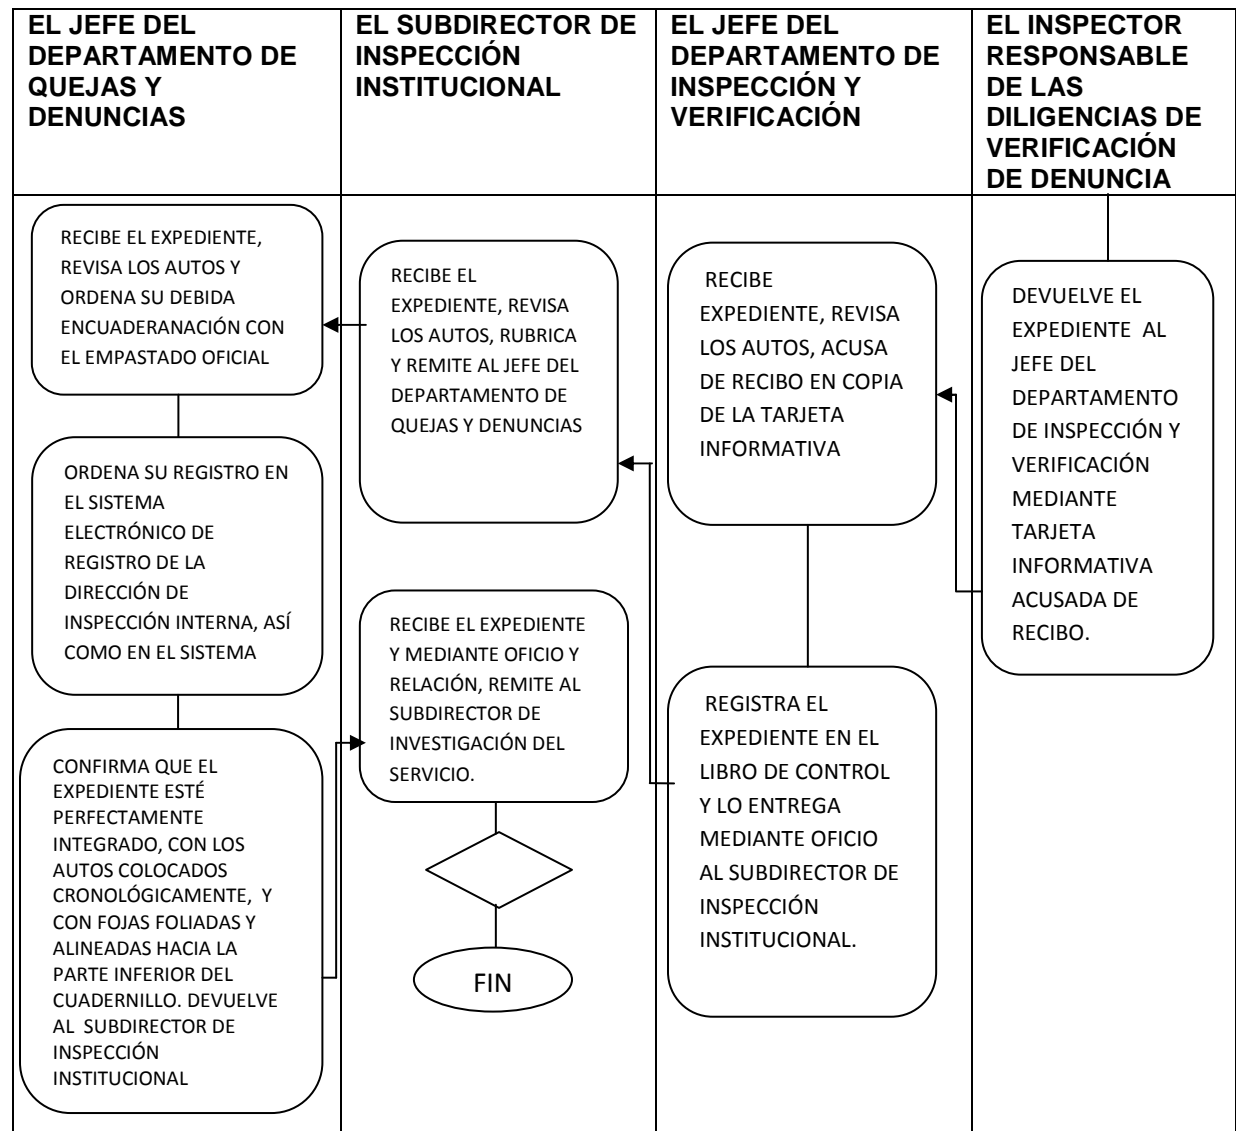 EL JEFE DEL
DEPARTAMENTO DE
QUEJAS Y
DENUNCIAS
EL SUBDIRECTOR DE
INSPECCIÓN
INSTITUCIONAL
EL JEFE DEL
DEPARTAMENTO DE
INSPECCIÓN Y
VERIFICACIÓN
EL INSPECTOR
RESPONSABLE
DE LAS
DILIGENCIAS DE
VERIFICACIÓN
DE DENUNCIA
RECIBE EL EXPEDIENTE,
REVISA LOS AUTOS Y
ORDENA SU DEBIDA
ENCUADERANACIÓN CON
EL EMPASTADO OFICIAL
ORDENA SU REGISTRO EN
EL SISTEMA
ELECTRÓNICO DE
REGISTRO DE LA
DIRECCIÓN DE
INSPECCIÓN INTERNA, ASÍ
COMO EN EL SISTEMA
CONFIRMA QUE EL
EXPEDIENTE ESTÉ
PERFECTAMENTE
INTEGRADO, CON LOS
AUTOS COLOCADOS
CRONOLÓGICAMENTE, Y
CON FOJAS FOLIADAS Y
ALINEADAS HACIA LA
PARTE INFERIOR DEL
CUADERNILLO. DEVUELVE
AL SUBDIRECTOR DE
INSPECCIÓN
INSTITUCIONAL
RECIBE EL
EXPEDIENTE, REVISA
LOS AUTOS, RUBRICA
Y REMITE AL JEFE DEL
DEPARTAMENTO DE
QUEJAS Y DENUNCIAS
RECIBE EL EXPEDIENTE
Y MEDIANTE OFICIO Y
RELACIÓN, REMITE AL
SUBDIRECTOR DE
INVESTIGACIÓN DEL
SERVICIO.
FIN
RECIBE
EXPEDIENTE, REVISA
LOS AUTOS, ACUSA
DE RECIBO EN COPIA
DE LA TARJETA
INFORMATIVA
REGISTRA EL
EXPEDIENTE EN EL
LIBRO DE CONTROL
Y LO ENTREGA
MEDIANTE OFICIO
AL SUBDIRECTOR DE
INSPECCIÓN
INSTITUCIONAL.
DEVUELVE EL
EXPEDIENTE AL
JEFE DEL
DEPARTAMENTO
DE INSPECCIÓN Y
VERIFICACIÓN
MEDIANTE
TARJETA
INFORMATIVA
ACUSADA DE
RECIBO.